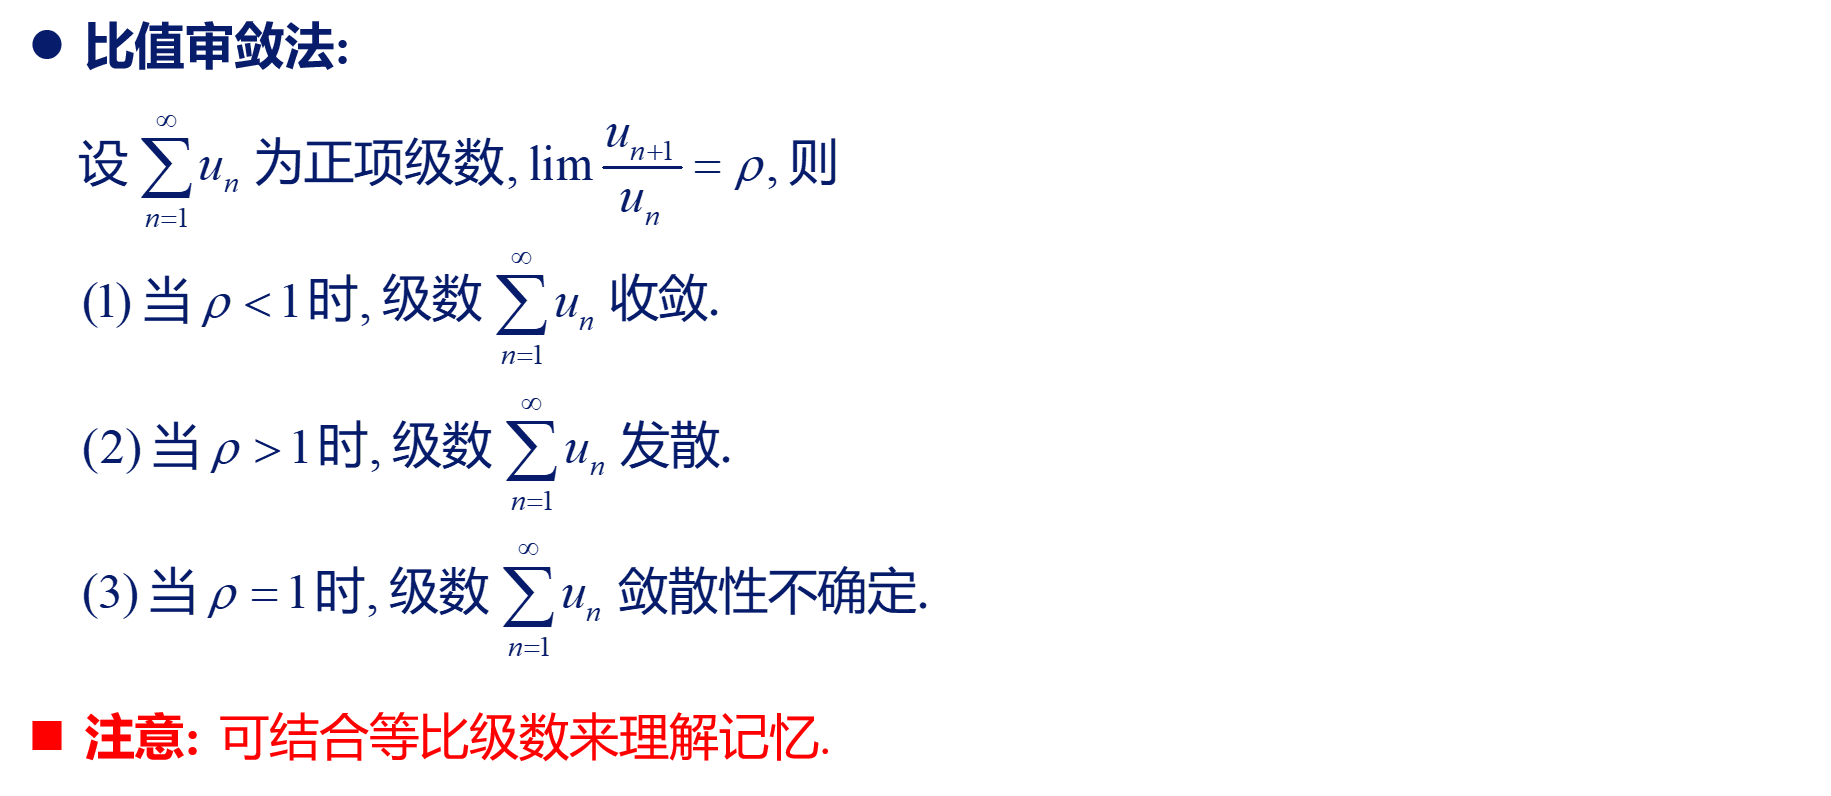 ● 比值审敛法:
设 $\sum_{n=1}^{\infty} u_n$ 为正项级数, $\lim \frac{u_{n+1}}{u_n} = \rho$, 则
(1) 当 $\rho < 1$ 时, 级数 $\sum_{n=1}^{\infty} u_n$ 收敛.
(2) 当 $\rho > 1$ 时, 级数 $\sum_{n=1}^{\infty} u_n$ 发散.
(3) 当 $\rho = 1$ 时, 级数 $\sum_{n=1}^{\infty} u_n$ 敛散性不确定.
■ 注意: 可结合等比级数来理解记忆.